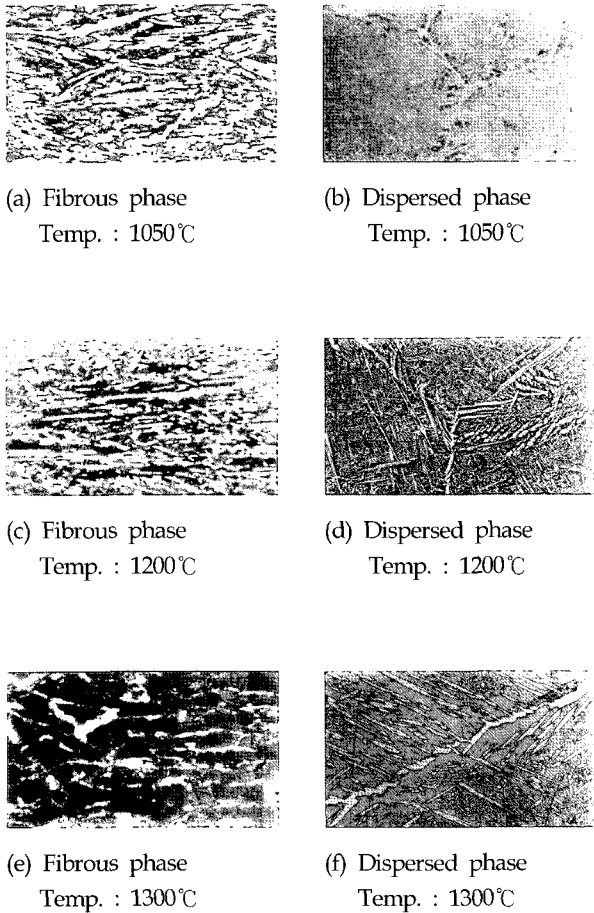 (a) Fibrous phase
Temp. : 1050℃
(b) Dispersed phase
Temp. : 1050℃
(c) Fibrous phase
Temp. : 1200℃
(d) Dispersed phase
Temp. : 1200℃
(e) Fibrous phase
Temp. : 1300℃
(f) Dispersed phase
Temp. : 1300℃